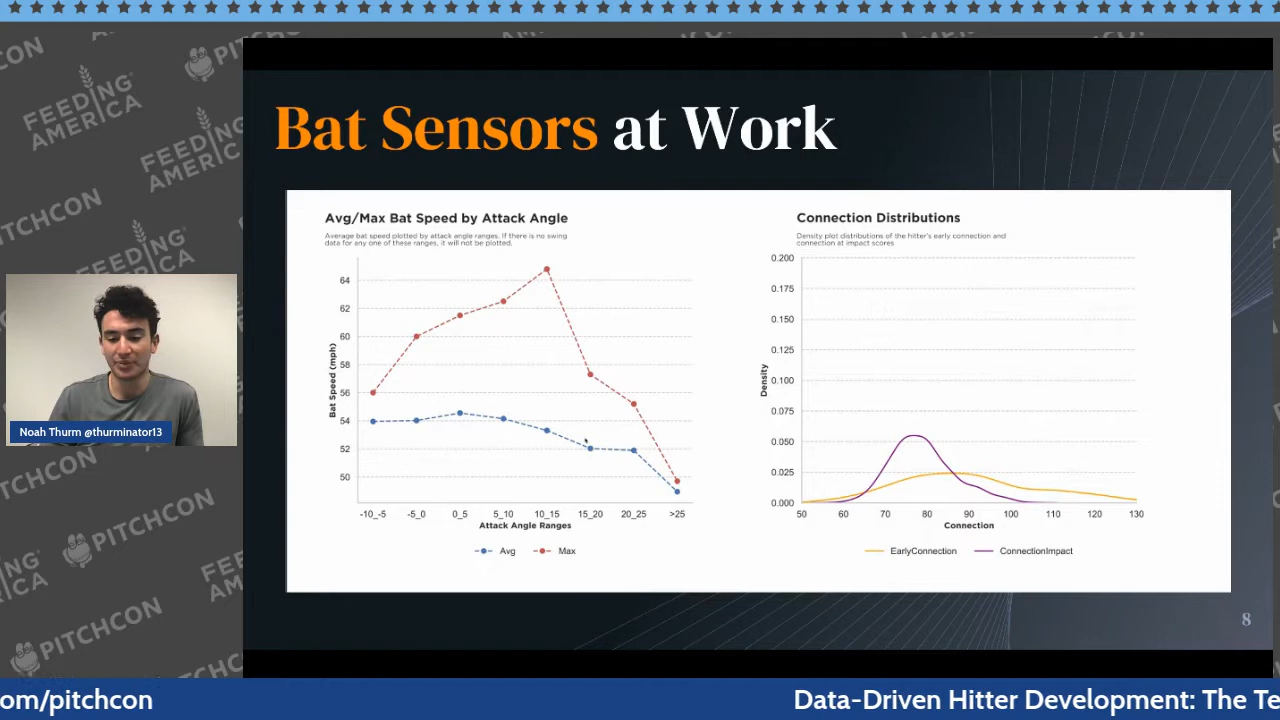 PITCHCON
FEEDING
AMERICA
Bat Sensors at Work
Avg/Max Bat Speed by Attack Angle
Average bat speed plotted by attack angle ranges. If there is no swing
data for any one of these ranges, it will not be plotted.
Bat Speed (mph)
64
62
60
58
56
54
52
50
-10_-5 -5_0 0_5 5_10 10_15 15_20 20_25 >25
Attack Angle Ranges
Avg Max
Connection Distributions
Density plot distributions of the hitter's early connection and
connection at impact scores
Density
0.200
0.175
0.150
0.125
0.100
0.075
0.050
0.025
0.000
50 60 70 80 90 100 110 120 130
Connection
EarlyConnection ConnectionImpact
8
Noah Thurm @thurminator13
FEEDING
AMERICA
PITCHCON
PITCHCON
PITCHCON
om/pitchcon
Data-Driven Hitter Development: The Te